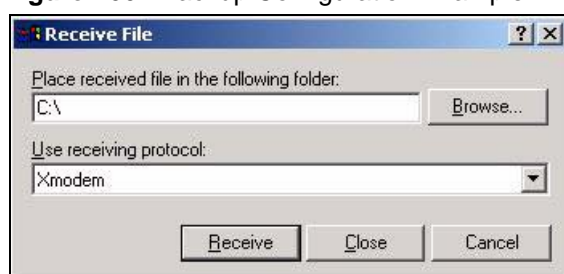 Receive File
Place received file in the following folder:
C:\
Browse...
Use receiving protocol:
Xmodem
Receive Close Cancel